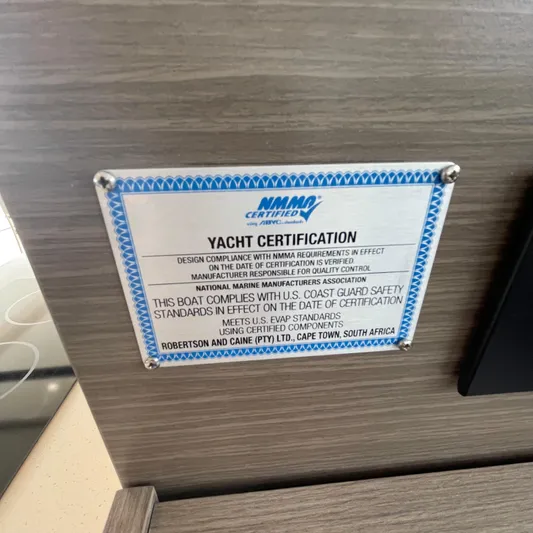 NMMA
CERTIFIED
using ABYC standards
YACHT CERTIFICATION
DESIGN COMPLIANCE WITH NMMA REQUIREMENTS IN EFFECT
ON THE DATE OF CERTIFICATION IS VERIFIED
MANUFACTURER RESPONSIBLE FOR QUALITY CONTROL
NATIONAL MARINE MANUFACTURERS ASSOCIATION
THIS BOAT COMPLIES WITH U.S. COAST GUARD SAFETY
STANDARDS IN EFFECT ON THE DATE OF CERTIFICATION
MEETS U.S. EVAP STANDARDS
USING CERTIFIED COMPONENTS
ROBERTSON AND CAINE (PTY) LTD., CAPE TOWN, SOUTH AFRICA